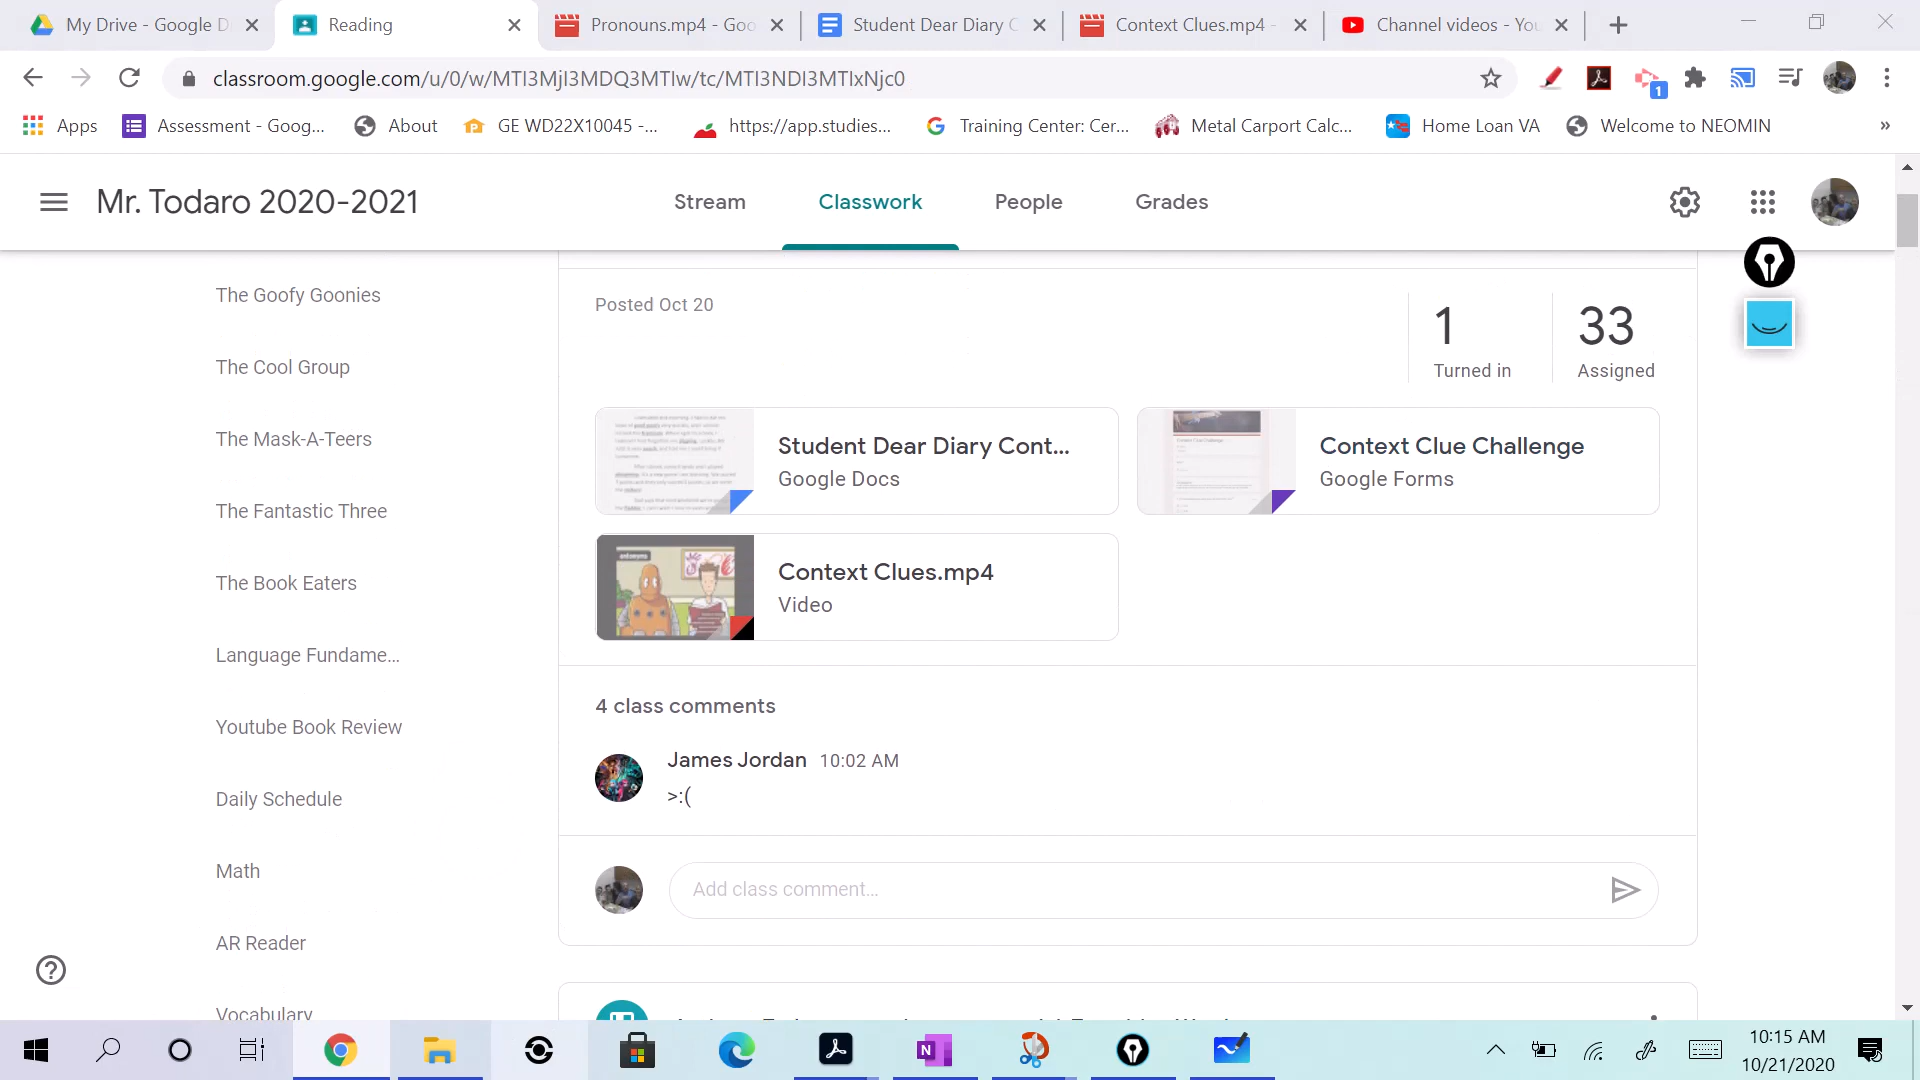 My Drive - Google D
Reading
Pronouns.mp4 - Goo
Student Dear Diary C
Context Clues.mp4 -
Channel videos - You
classroom.google.com/u/0/w/MTI3MjI3MDQ3MTIw/tc/MTI3NDI3MTIxNjc0
1
Apps
Assessment - Goog...
About
GE WD22X10045 -...
https://app.studies...
Training Center: Cer...
Metal Carport Calc...
Home Loan VA
Welcome to NEOMIN
»
Mr. Todaro 2020-2021
Stream
Classwork
People
Grades
The Goofy Goonies
The Cool Group
The Mask-A-Teers
The Fantastic Three
The Book Eaters
Language Fundame...
Youtube Book Review
Daily Schedule
Math
AR Reader
Vocabulary
Posted Oct 20
1
Turned in
33
Assigned
Student Dear Diary Cont...
Google Docs
Context Clue Challenge
Google Forms
antonyms
Context Clues.mp4
Video
4 class comments
James Jordan 10:02 AM
>:(
Add class comment...
10:15 AM
10/21/2020